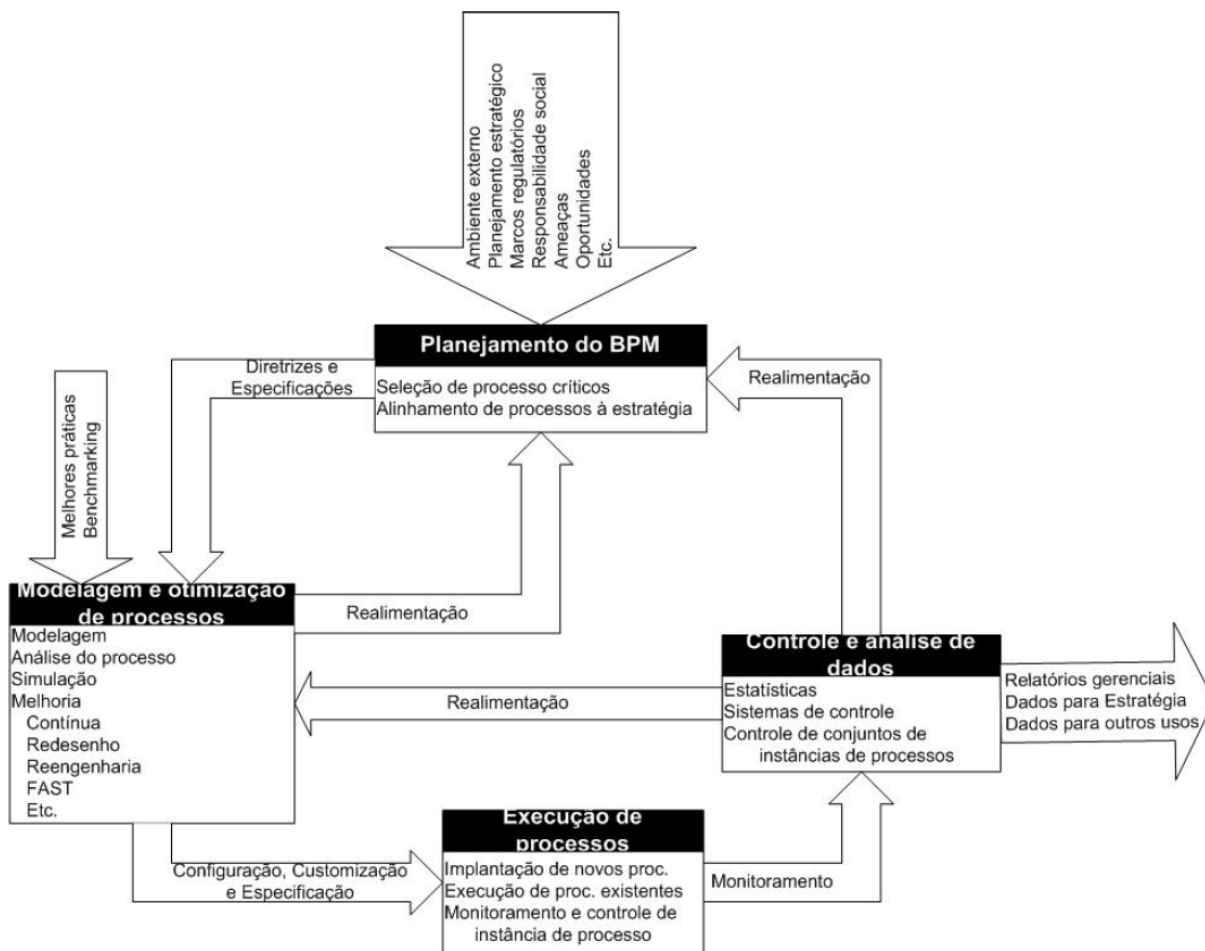 Ambiente externo
Planejamento estratégico
Marcos regulatórios
Responsabilidade social
Ameaças
Oportunidades
Etc.
Planejamento do BPM
Seleção de processo críticos
Alinhamento de processos à estratégia
Diretrizes e
Especificações
Realimentação
Melhores práticas
Benchmarking
Modelagem e otimização
de processos
Modelagem
Análise do processo
Simulação
Melhoria
Contínua
Redesenho
Reengenharia
FAST
Etc.
Realimentação
Realimentação
Controle e análise de
dados
Estatísticas
Sistemas de controle
Controle de conjuntos de
instâncias de processos
Relatórios gerenciais
Dados para Estratégia
Dados para outros usos
Configuração, Customização
e Especificação
Execução de
processos
Implantação de novos proc.
Execução de proc. existentes
Monitoramento e controle de
instância de processo
Monitoramento